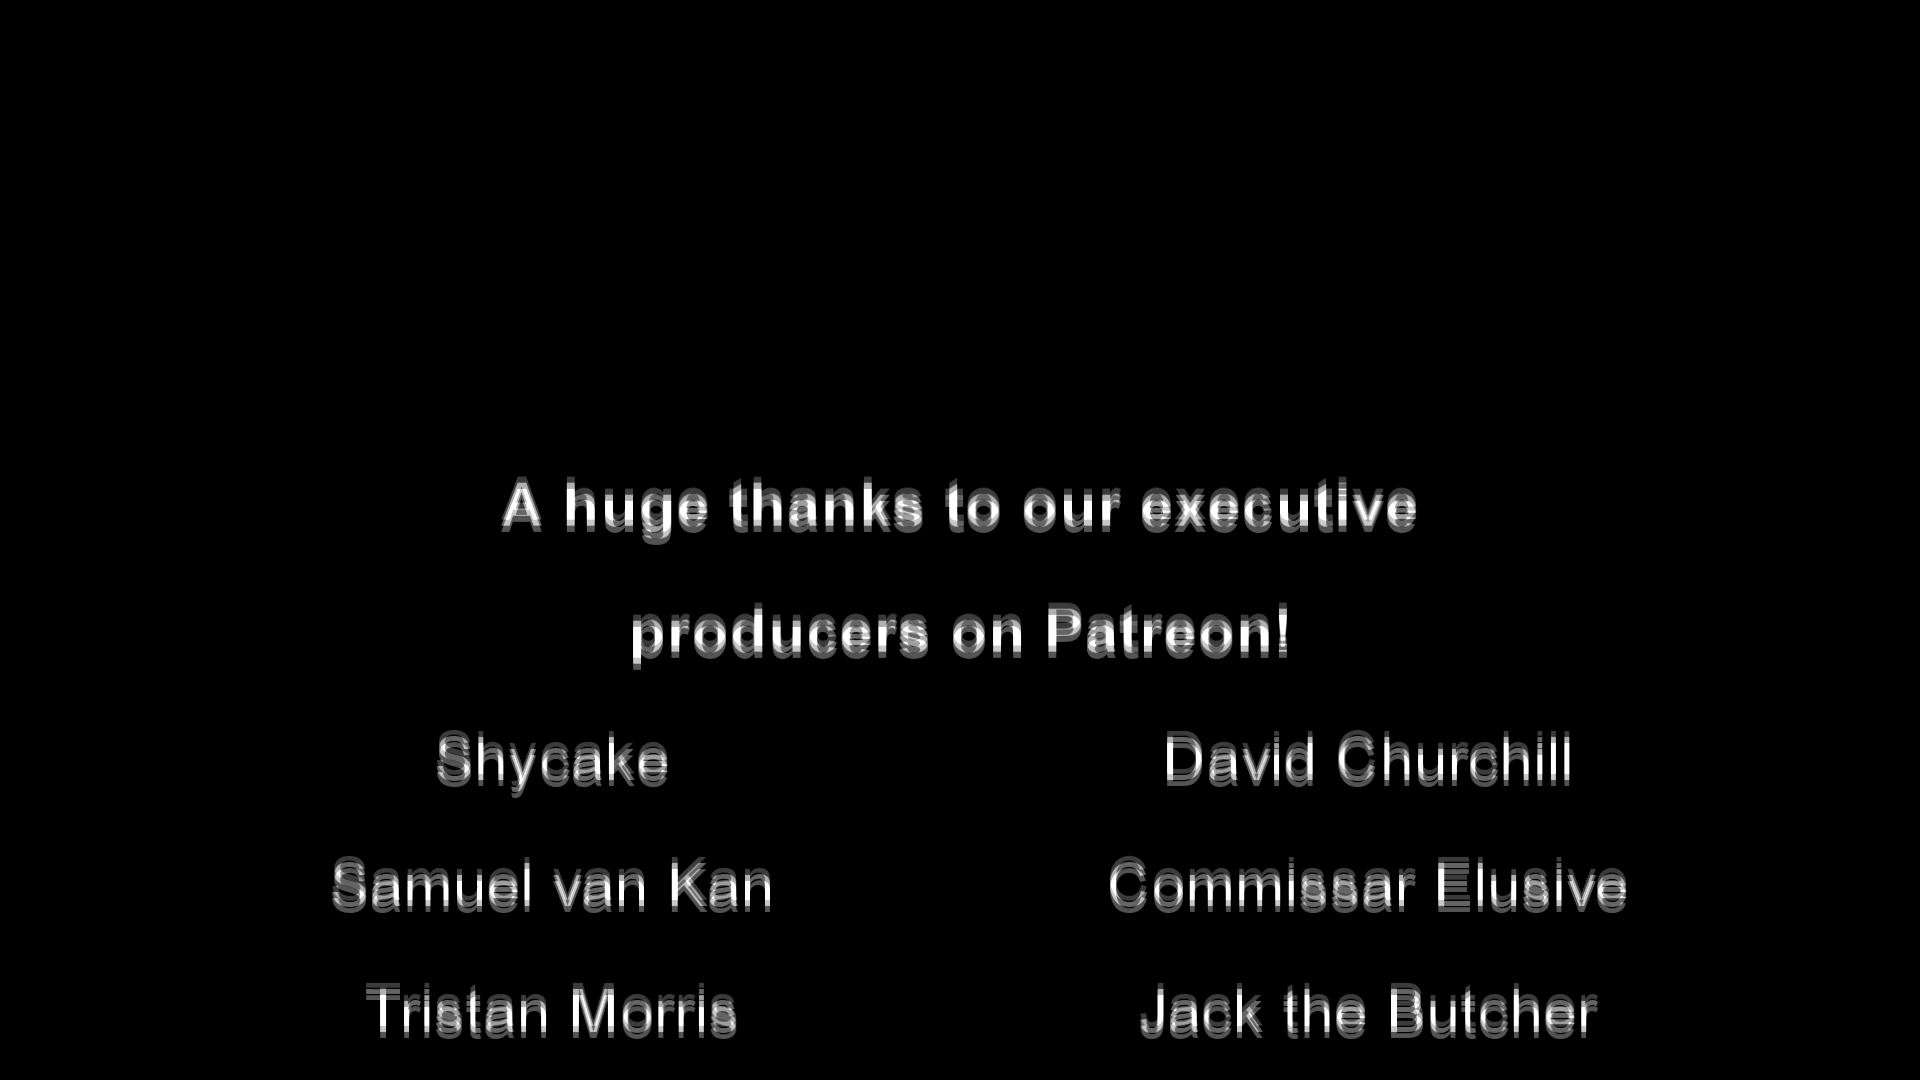 A huge thanks to our executive
producers on Patreon!
Shycake David Churchill
Samuel van Kan Commissar Elusive
Tristan Morris Jack the Butcher